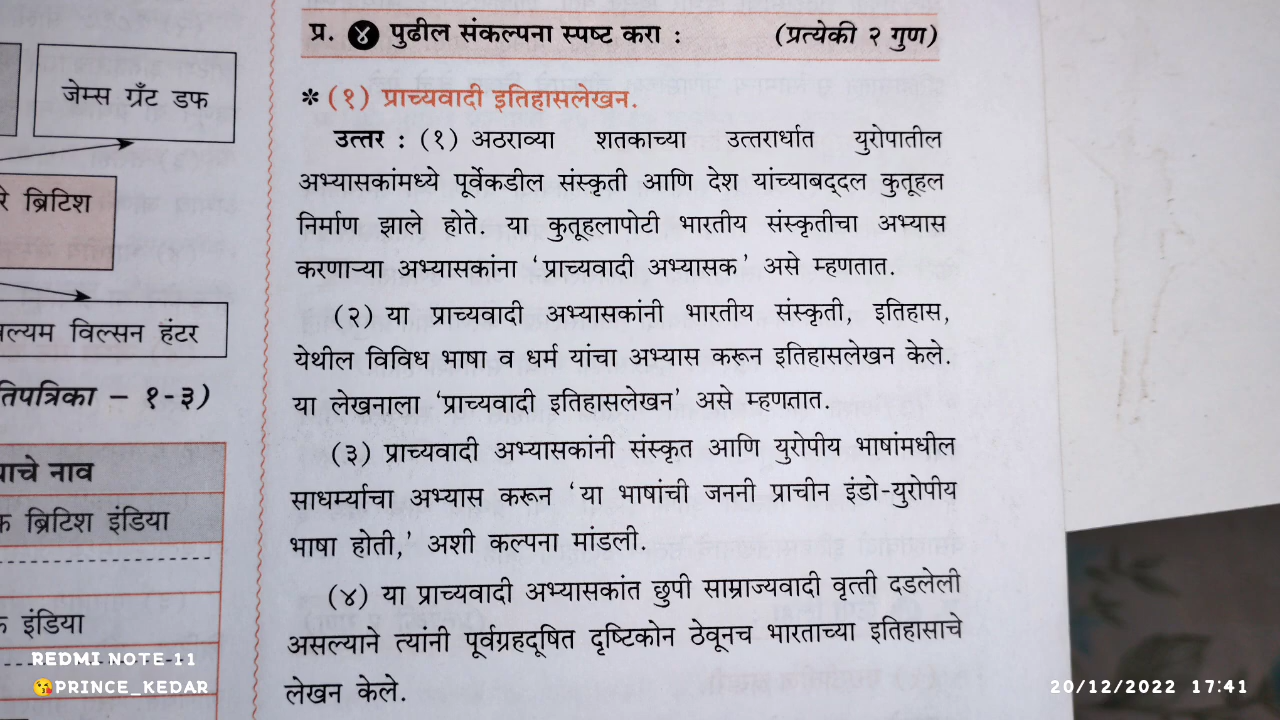 जेम्स ग्रँट डफ
रे ब्रिटिश
विल्सन हंटर
– १-३)
नाव
ब्रिटिश इंडिया
इंडिया
प्र. ४ पुढील संकल्पना स्पष्ट करा : (प्रत्येकी २ गुण)
* (१) प्राच्यवादी इतिहासलेखन.
उत्तर : (१) अठराव्या शतकाच्या उत्तरार्धात युरोपातील
अभ्यासकांमध्ये पूर्वेकडील संस्कृती आणि देश यांच्याबद्दल कुतूहल
निर्माण झाले होते. या कुतूहलापोटी भारतीय संस्कृतीचा अभ्यास
करणाऱ्या अभ्यासकांना ‘प्राच्यवादी अभ्यासक’ असे म्हणतात.
(२) या प्राच्यवादी अभ्यासकांनी भारतीय संस्कृती, इतिहास,
येथील विविध भाषा व धर्म यांचा अभ्यास करून इतिहासलेखन केले.
या लेखनाला ‘प्राच्यवादी इतिहासलेखन’ असे म्हणतात.
(३) प्राच्यवादी अभ्यासकांनी संस्कृत आणि युरोपीय भाषांमधील
साधर्म्याचा अभ्यास करून ‘या भाषांची जननी प्राचीन इंडो-युरोपीय
भाषा होती,’ अशी कल्पना मांडली.
(४) या प्राच्यवादी अभ्यासकांत छुपी साम्राज्यवादी वृत्ती दडलेली
असल्याने त्यांनी पूर्वग्रहदूषित दृष्टिकोन ठेवूनच भारताच्या इतिहासाचे
लेखन केले.
REDMI NOTE 11
😘PRINCE_KEDAR
20/12/2022 17:41